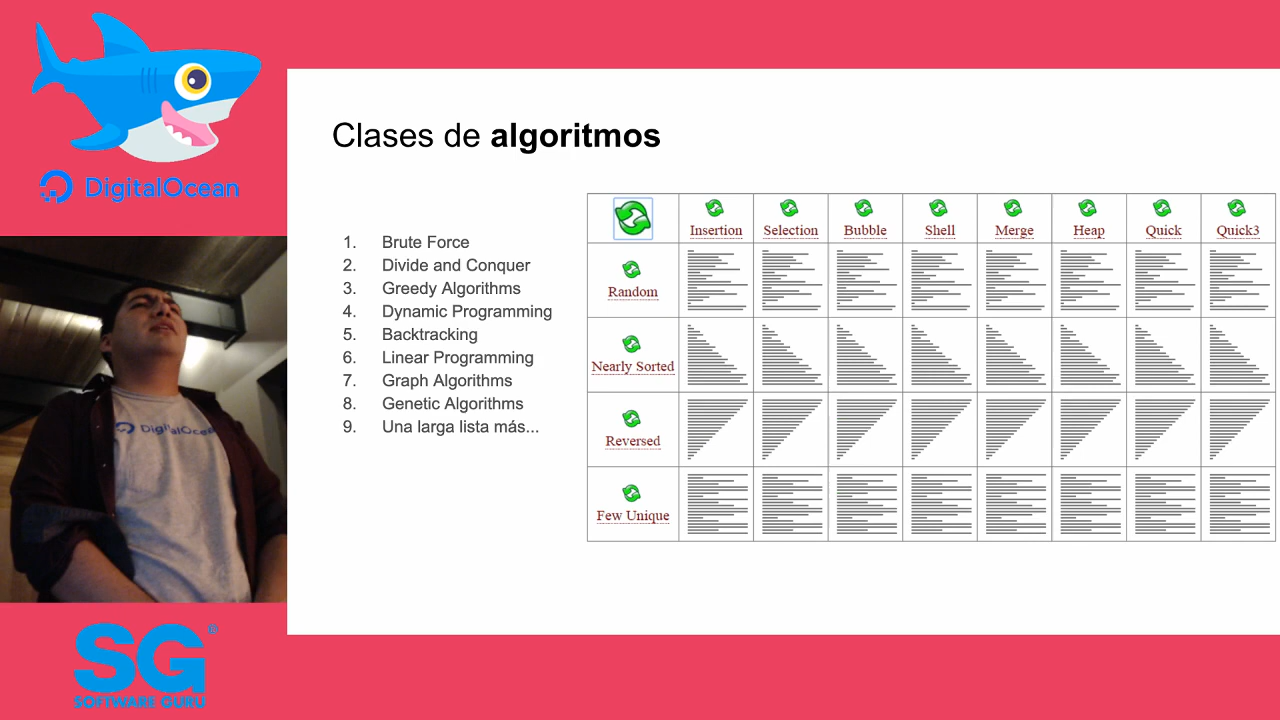 DigitalOcean
DigitalOcean
SG
SOFTWARE GURU
Clases de algoritmos
1. Brute Force
2. Divide and Conquer
3. Greedy Algorithms
4. Dynamic Programming
5. Backtracking
6. Linear Programming
7. Graph Algorithms
8. Genetic Algorithms
9. Una larga lista más...
Insertion Selection Bubble Shell Merge Heap Quick Quick3
Random
Nearly Sorted
Reversed
Few Unique